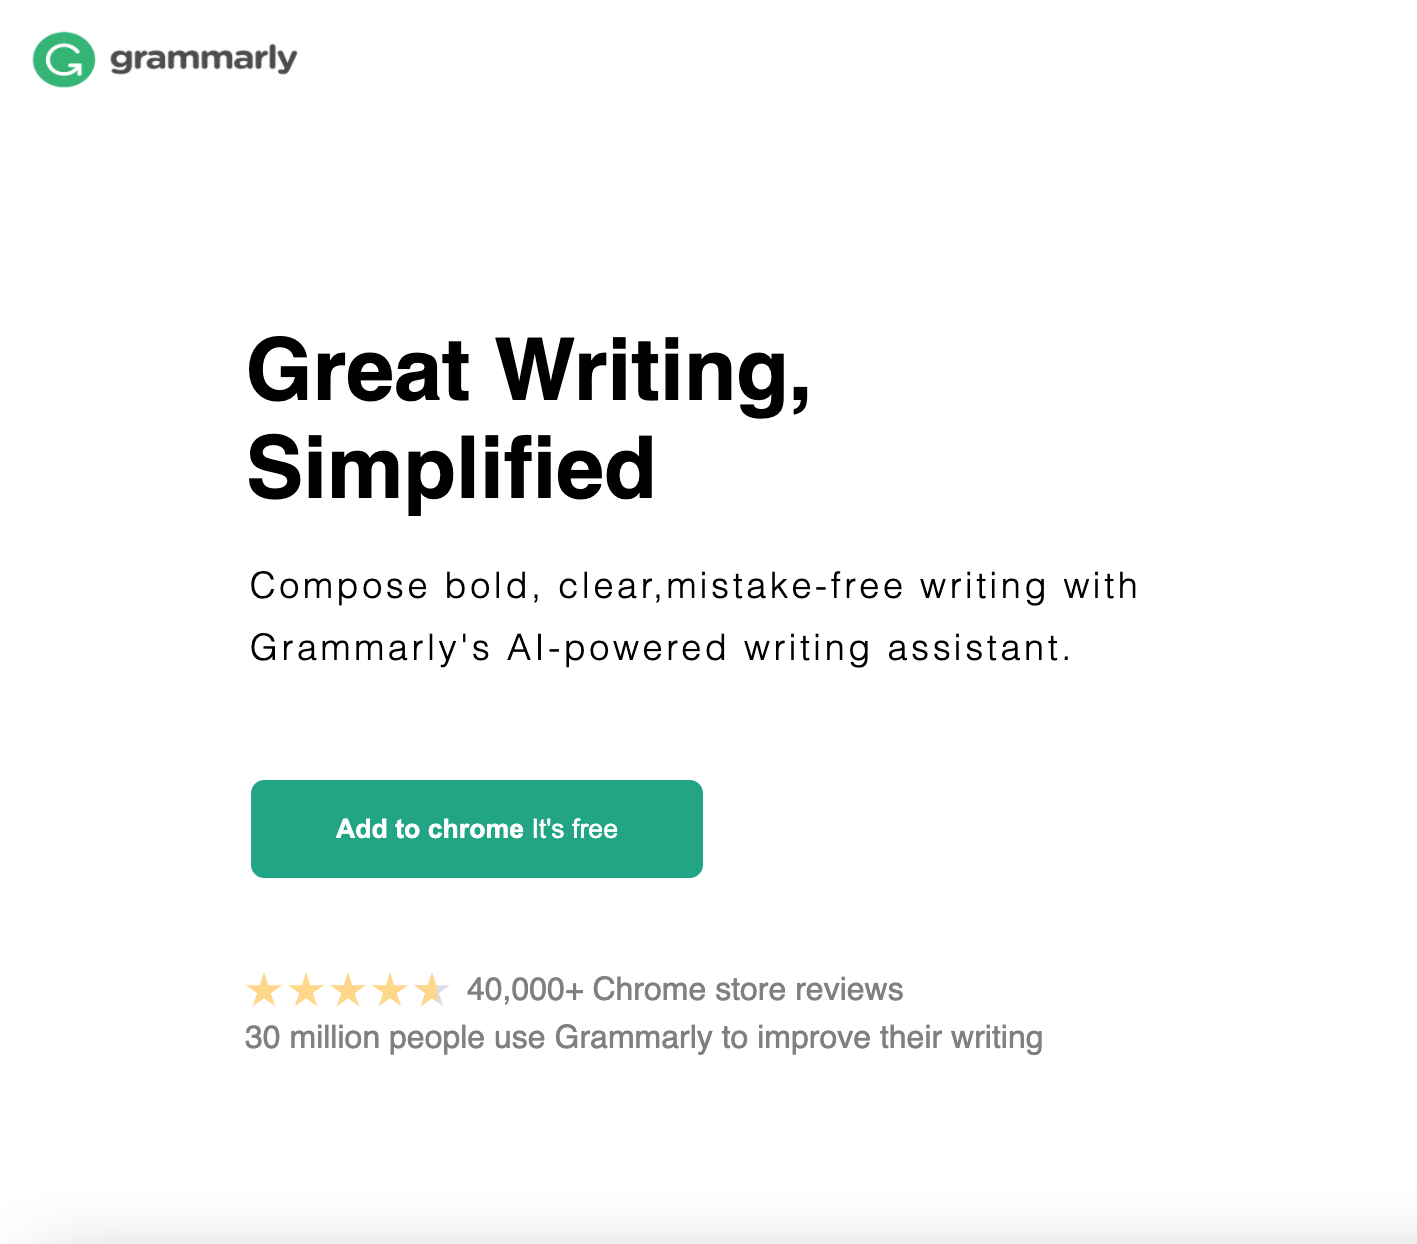 grammarly
Great Writing,
Simplified
Compose bold, clear,mistake-free writing with
Grammarly's AI-powered writing assistant.
Add to chrome It's free
40,000+ Chrome store reviews
30 million people use Grammarly to improve their writing